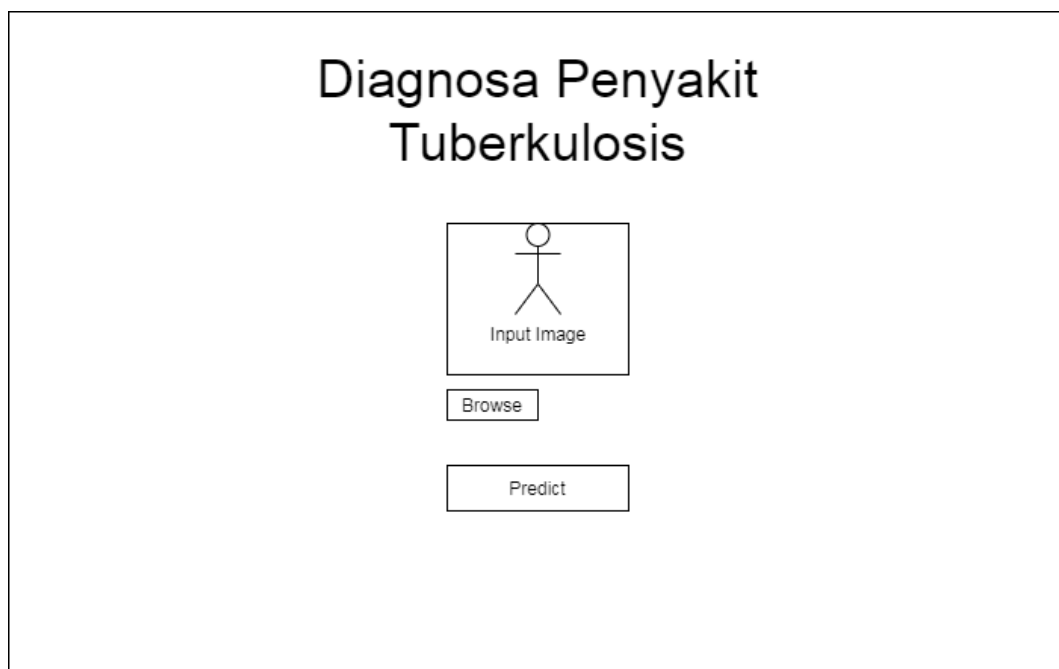 Diagnosa Penyakit
Tuberkulosis
Input Image
Browse
Predict